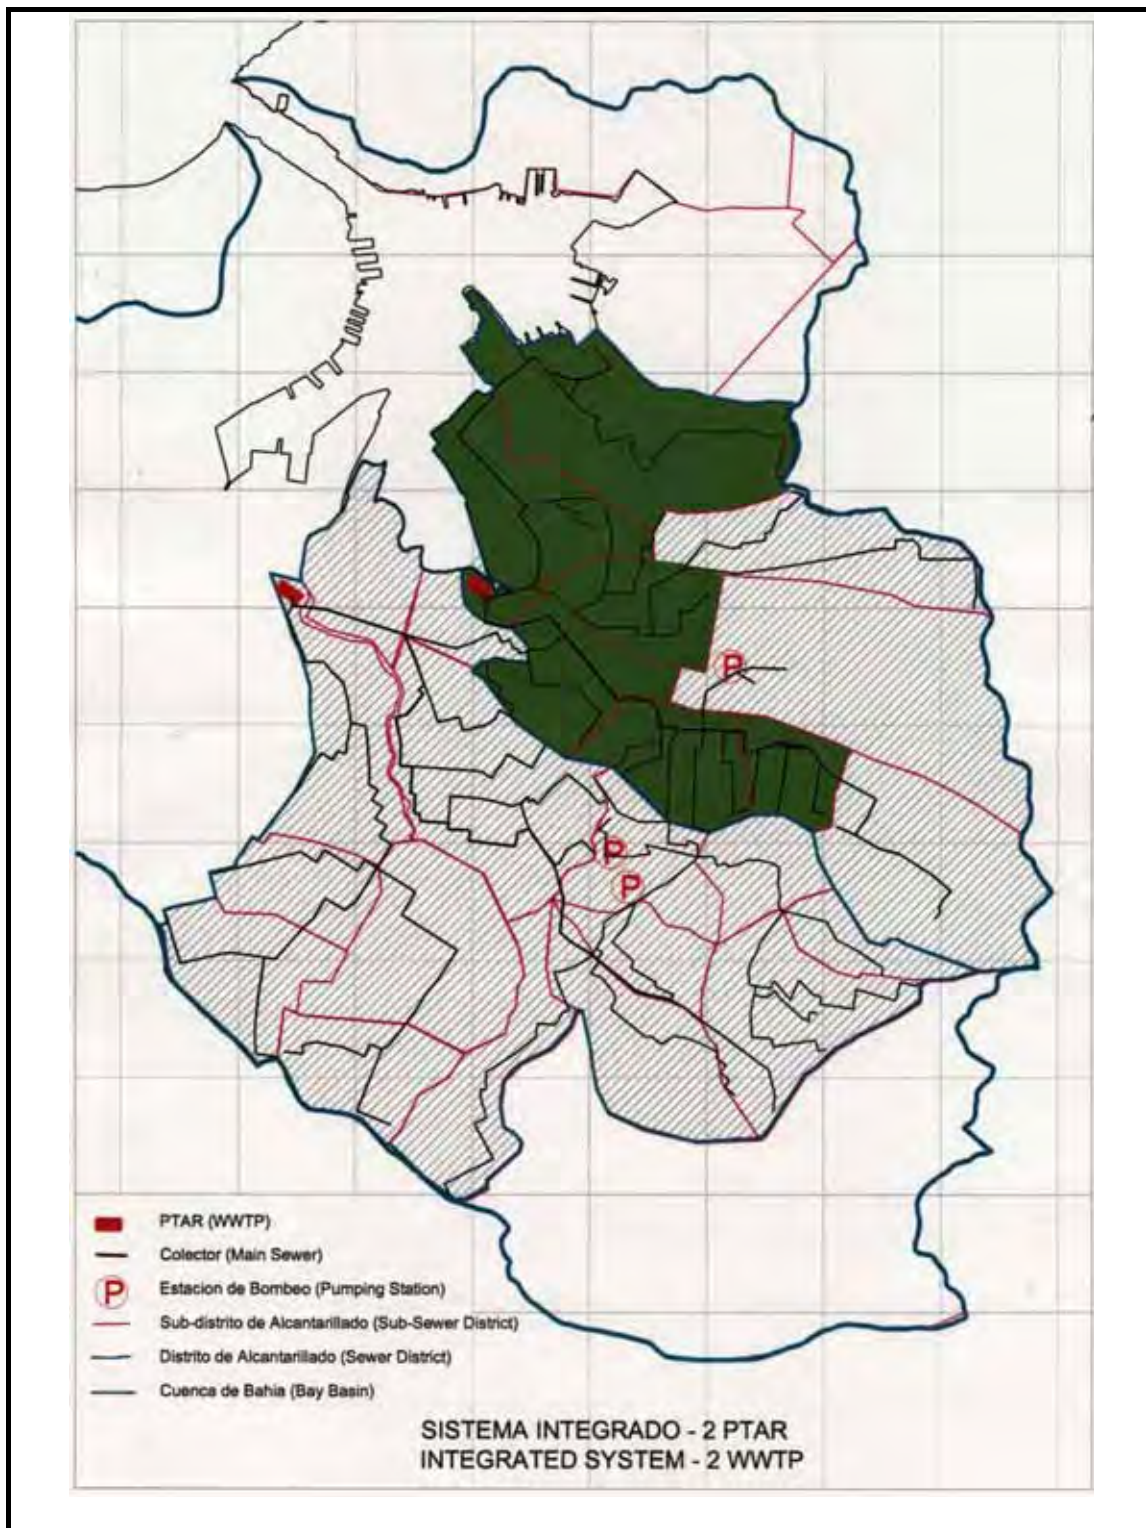 P
P
P
PTAR (WWTP)
Colector (Main Sewer)
P Estacion de Bombeo (Pumping Station)
Sub-distrito de Alcantarillado (Sub-Sewer District)
Distrito de Alcantarillado (Sewer District)
Cuenca de Bahia (Bay Basin)
SISTEMA INTEGRADO - 2 PTAR
INTEGRATED SYSTEM - 2 WWTP